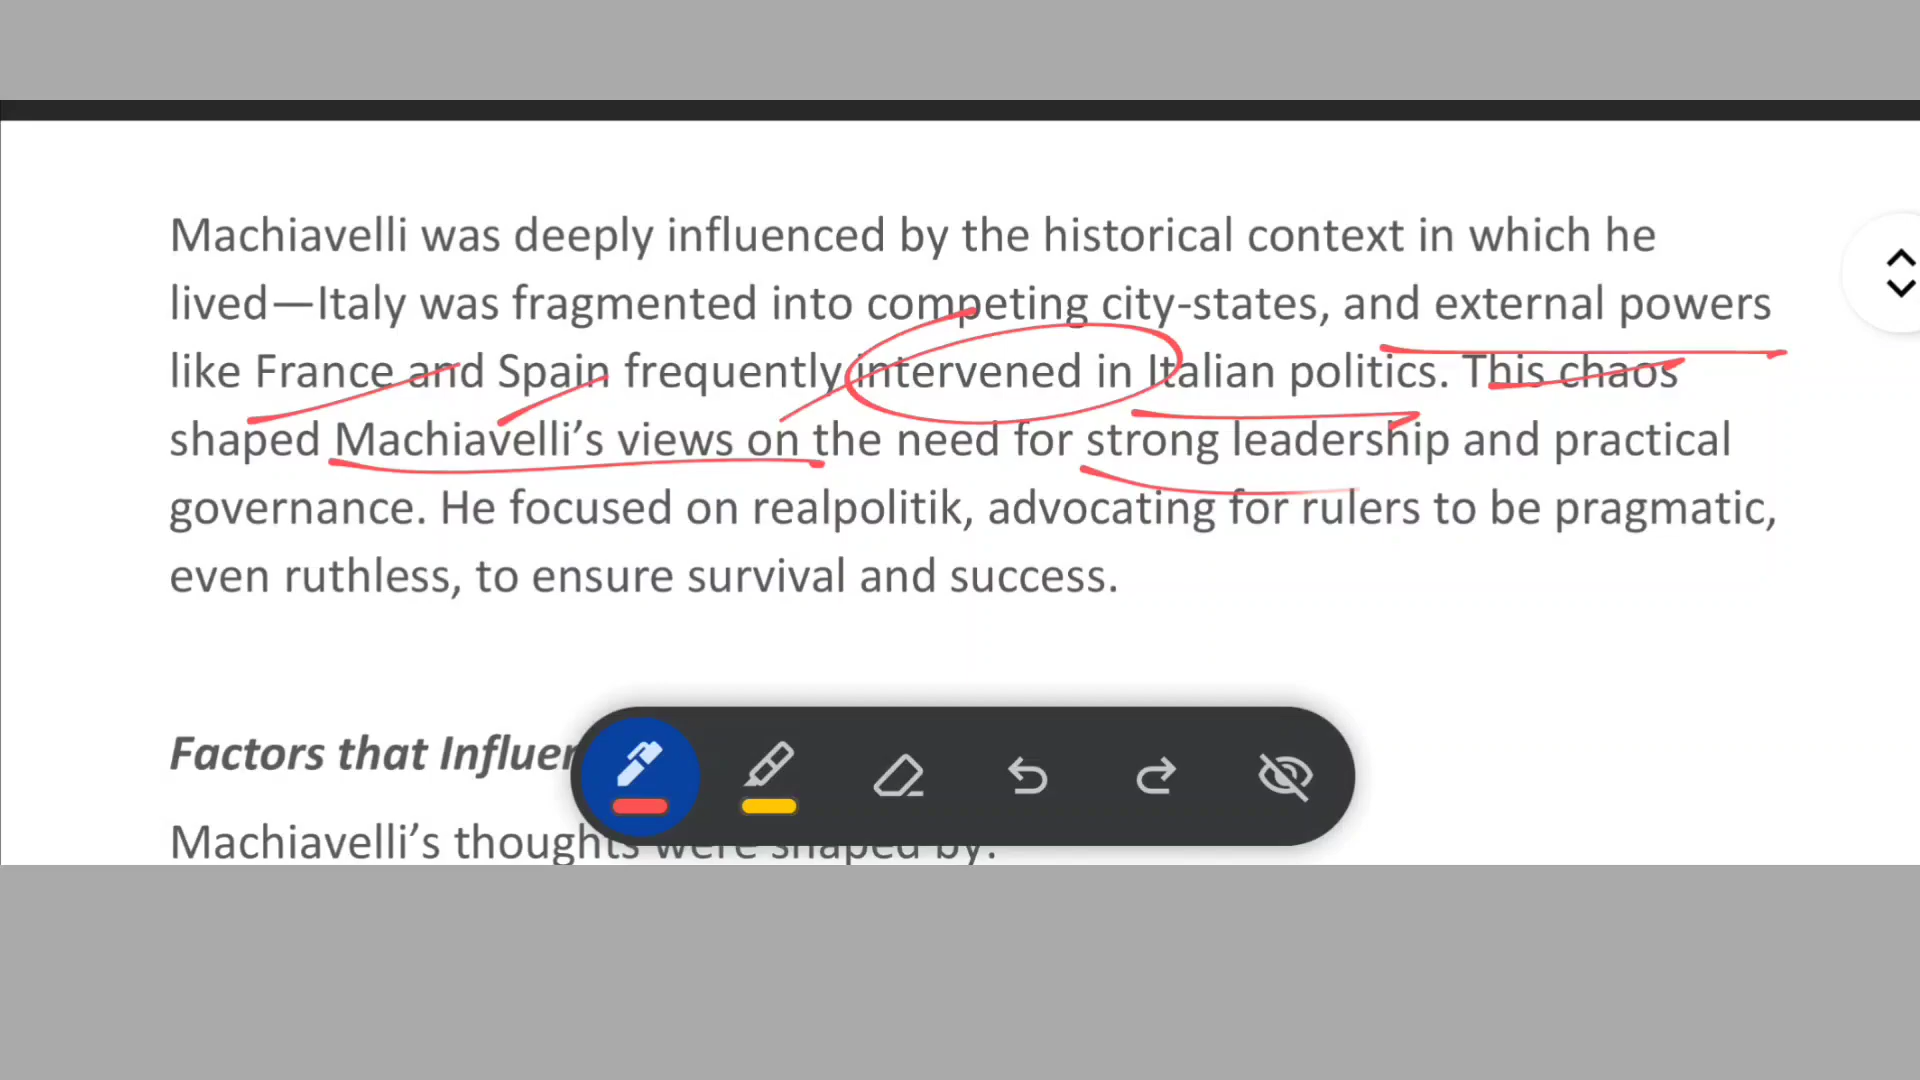 Machiavelli was deeply influenced by the historical context in which he
lived—Italy was fragmented into competing city-states, and external powers
like France and Spain frequently intervened in Italian politics. This chaos
shaped Machiavelli’s views on the need for strong leadership and practical
governance. He focused on realpolitik, advocating for rulers to be pragmatic,
even ruthless, to ensure survival and success.
Factors that
Machiavelli’s thoughts were shaped by: